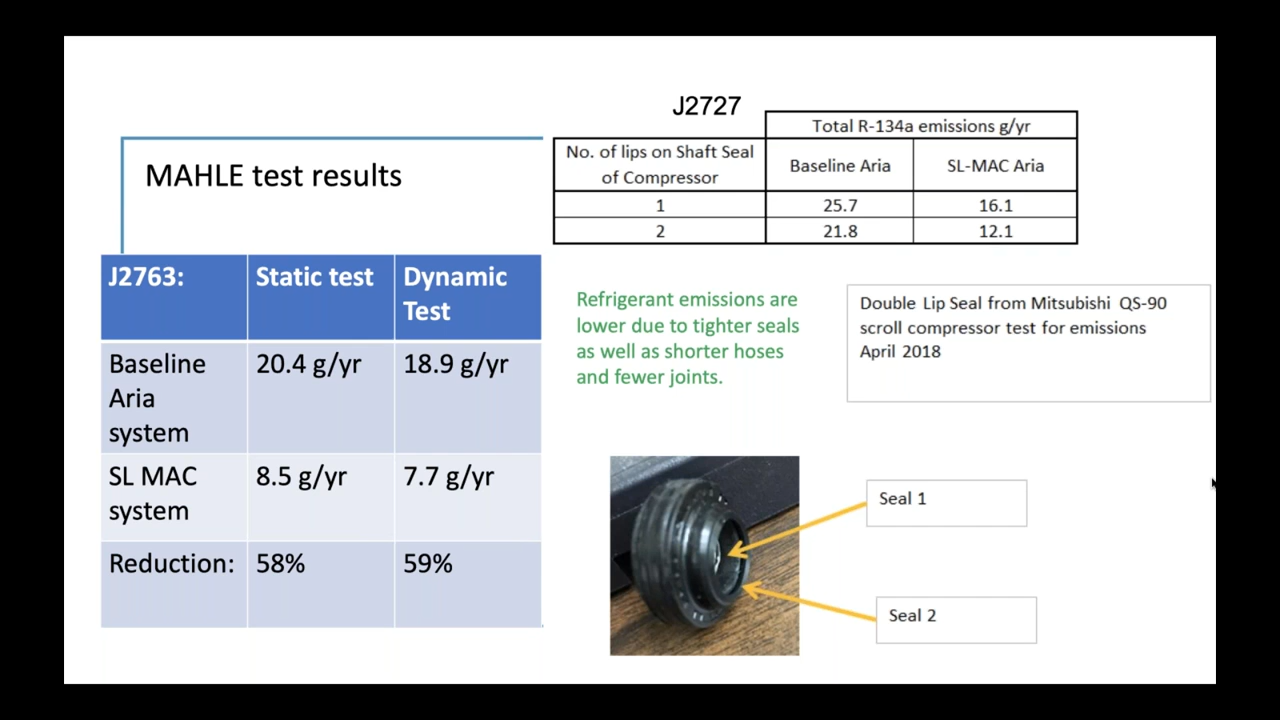 MAHLE test results
J2763:
Static test
Dynamic
Test
Baseline
Aria
system
20.4 g/yr
18.9 g/yr
SL MAC
system
8.5 g/yr
7.7 g/yr
Reduction:
58%
59%
J2727
Total R-134a emissions g/yr
No. of lips on Shaft Seal
of Compressor
Baseline Aria
SL-MAC Aria
1
25.7
16.1
2
21.8
12.1
Refrigerant emissions are
lower due to tighter seals
as well as shorter hoses
and fewer joints.
Double Lip Seal from Mitsubishi QS-90
scroll compressor test for emissions
April 2018
Seal 1
Seal 2